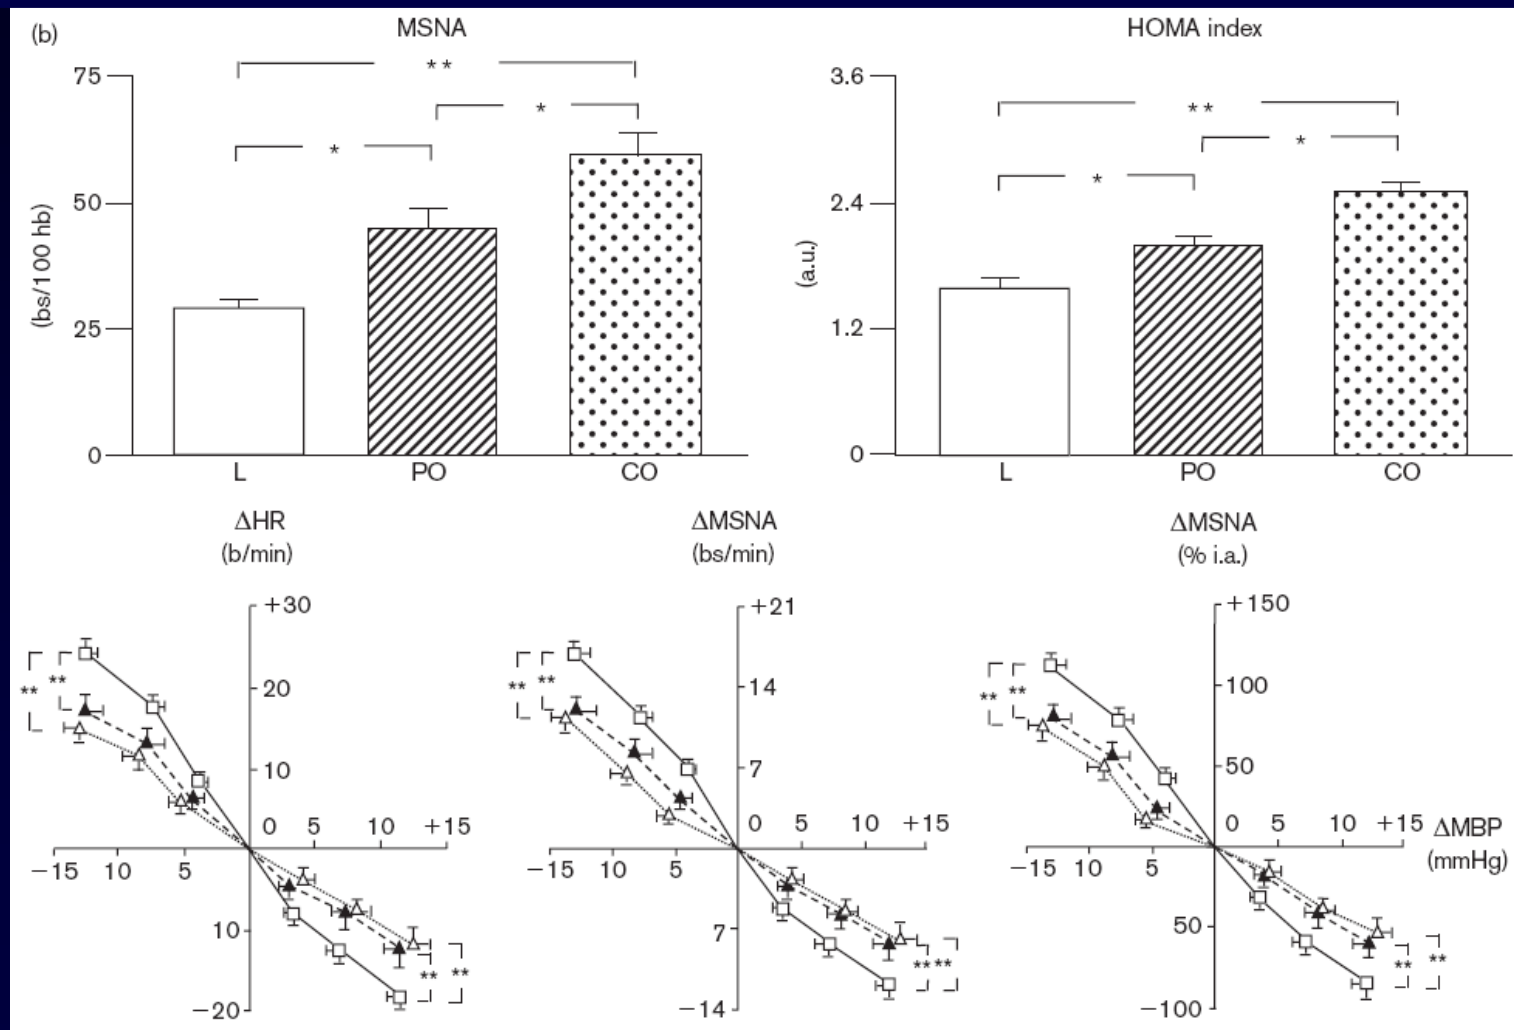 (b)
MSNA
75
50
25
0
(bs/100 hb)
**
*
*
L PO CO
HOMA index
3.6
2.4
1.2
0
(a.u.)
**
*
*
L PO CO
ΔHR
(b/min)
+30
20
10
0 5 10 +15
−15 10 5
10
−20
**
**
**
**
ΔMSNA
(bs/min)
+21
14
7
0 5 10 +15
−15 10 5
7
−14
**
**
**
**
ΔMSNA
(% i.a.)
+150
100
50
0 5 10 +15
−15 10 5
50
−100
**
**
**
**
ΔMBP
(mmHg)